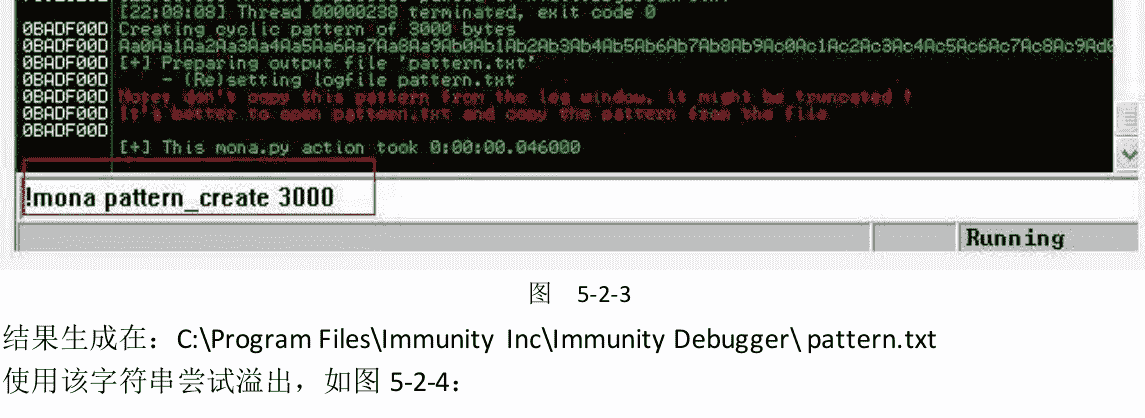 [22:08:08] Thread 00000238 terminated, exit code 0
0BADF00D Creating cyclic pattern of 3000 bytes
0BADF00D Aa0Aa1Aa2Aa3Aa4Aa5Aa6Aa7Aa8Aa9Ab0Ab1Ab2Ab3Ab4Ab5Ab6Ab7Ab8Ab9Ac0Ac1Ac2Ac3Ac4Ac5Ac6Ac7Ac8Ac9Ad0
0BADF00D [+] Preparing output file 'pattern.txt'
0BADF00D - (Re)setting logfile pattern.txt
0BADF00D Note: don't copy this pattern from the log window, it might be truncated !
0BADF00D It's better to open pattern.txt and copy the pattern from the file
0BADF00D
[+] This mona.py action took 0:00:00.046000
!mona pattern_create 3000
Running
图 5-2-3
结果生成在：C:\Program Files\Immunity Inc\Immunity Debugger\ pattern.txt
使用该字符串尝试溢出，如图 5-2-4：